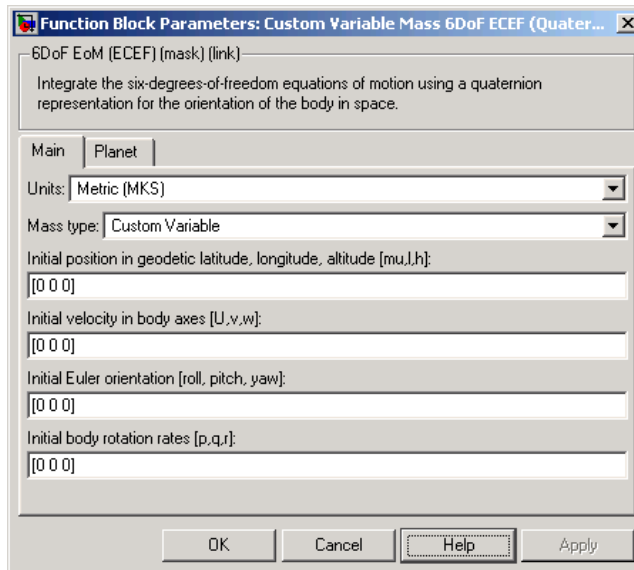 Function Block Parameters: Custom Variable Mass 6DoF ECEF (Quater...
6DoF EoM (ECEF) (mask) (link)
Integrate the six-degrees-of-freedom equations of motion using a quaternion
representation for the orientation of the body in space.
Main Planet
Units: Metric (MKS)
Mass type: Custom Variable
Initial position in geodetic latitude, longitude, altitude [mu,l,h]:
[0 0 0]
Initial velocity in body axes [U,v,w]:
[0 0 0]
Initial Euler orientation [roll, pitch, yaw]:
[0 0 0]
Initial body rotation rates [p,q,r]:
[0 0 0]
OK Cancel Help Apply